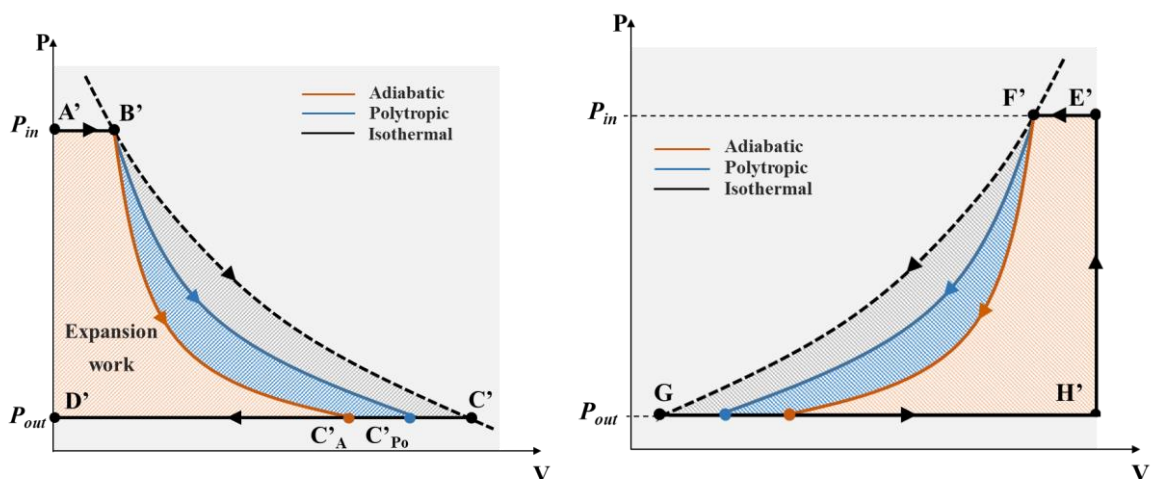 P
A’
B’
P_in
Adiabatic
Polytropic
Isothermal
Expansion
work
D’
C’
P_out
C’_A
C’_Po
V
P
F’
E’
P_in
Adiabatic
Polytropic
Isothermal
G
H’
P_out
V